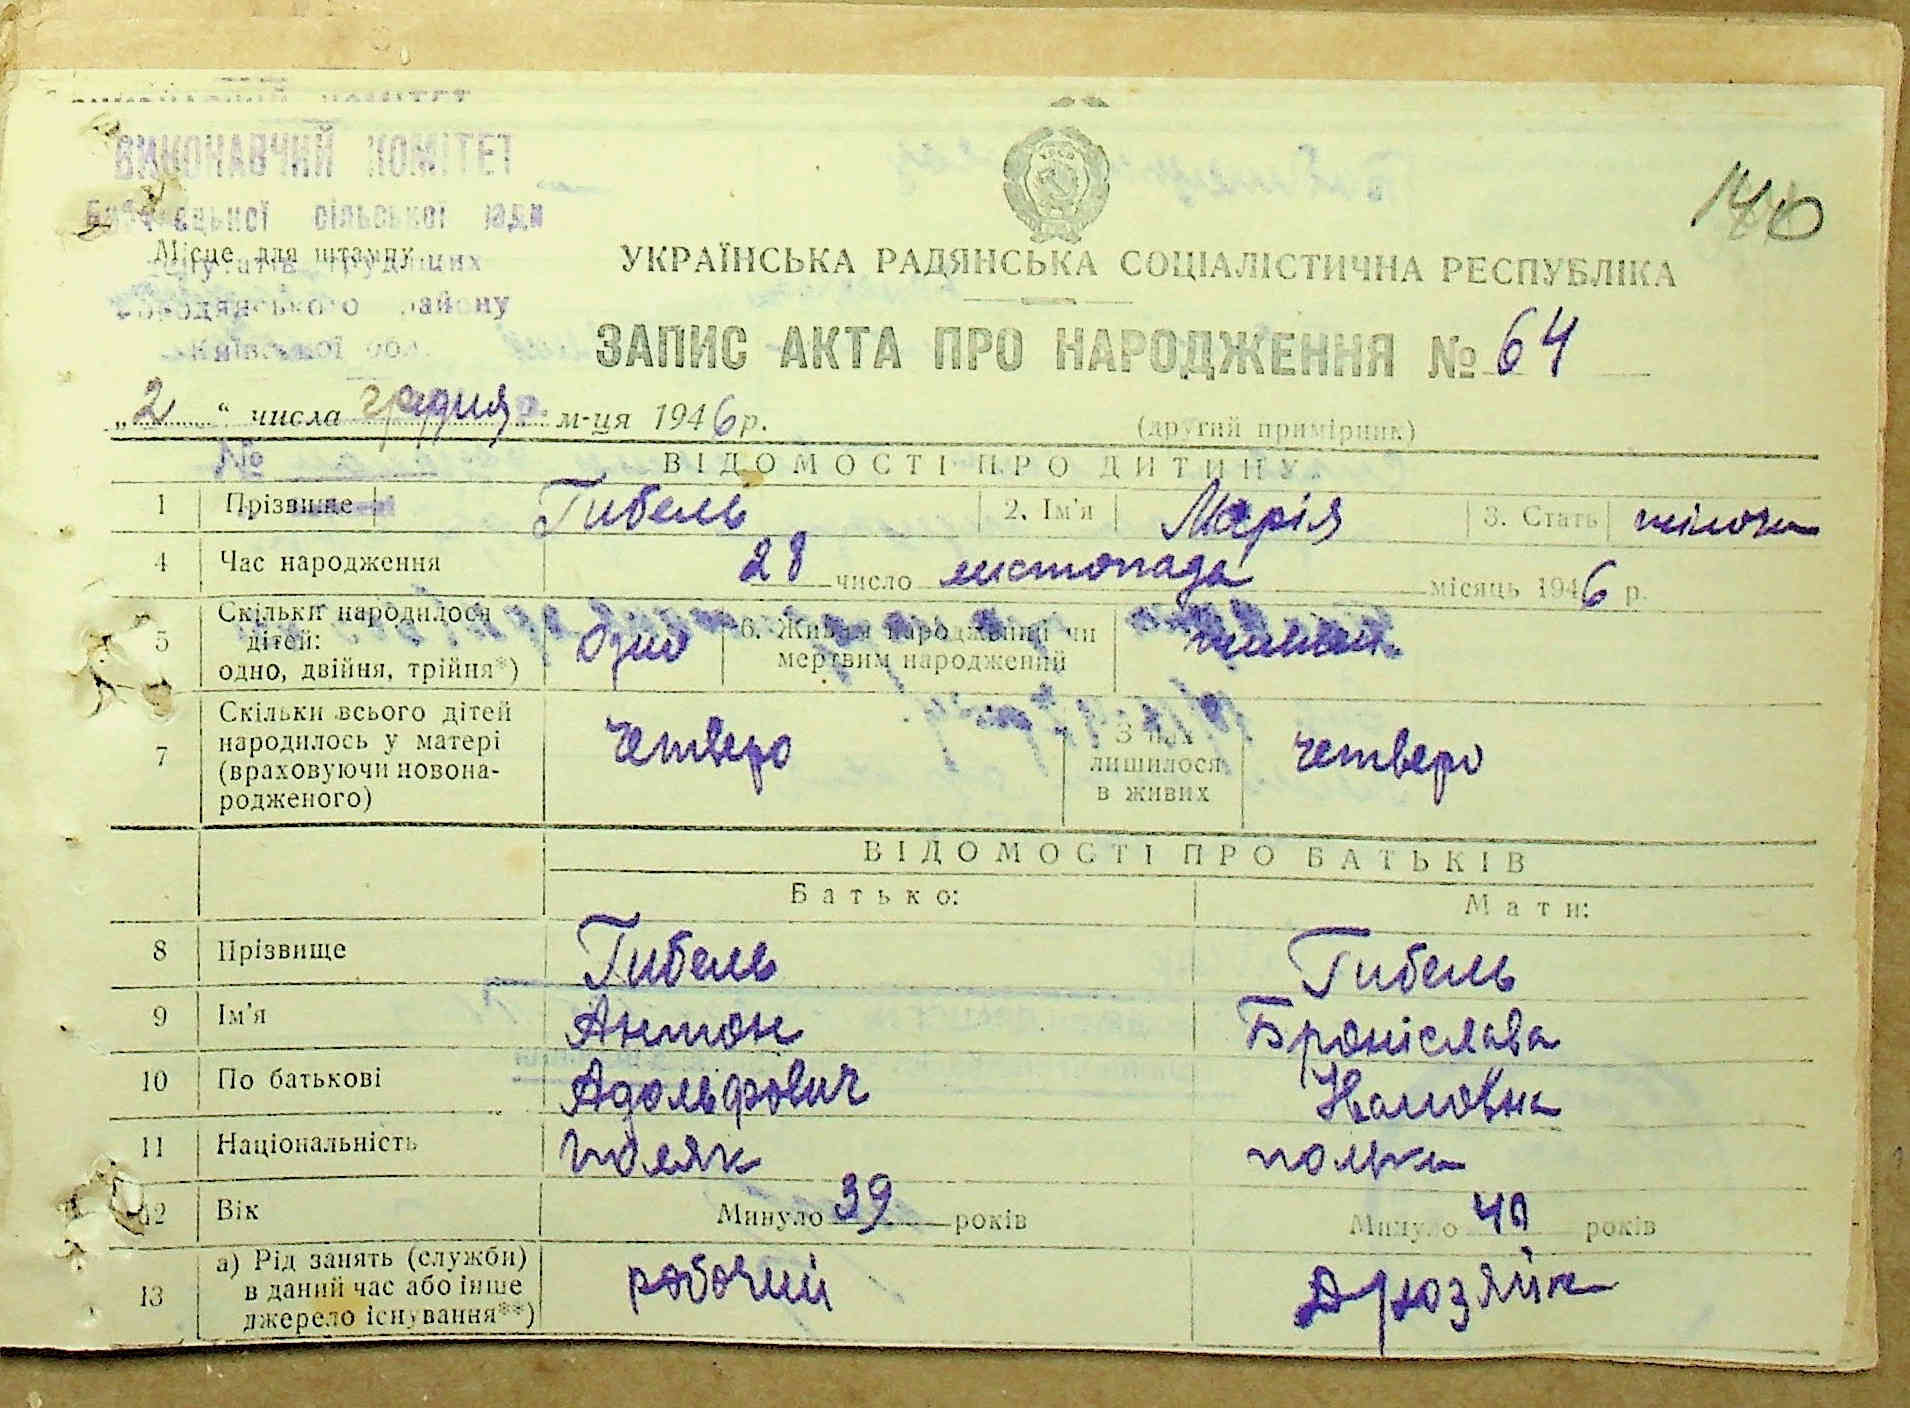 ВИКОНАВЧИЙ КОМІТЕТ
сільської ради
Місце для штампу
трудящих
Бородянського району
Київської обл.
140
УКРАЇНСЬКА РАДЯНСЬКА СОЦІАЛІСТИЧНА РЕСПУБЛІКА
ЗАПИС АКТА ПРО НАРОДЖЕННЯ № 64
„2“ числа грудня м-ця 1946 р.
(другий примірник)
№
ВІДОМОСТІ ПРО ДИТИНУ
1 Прізвище Гибель 2. Ім'я Марія 3. Стать жіноча
4 Час народження 28 число листопада місяць 1946 р.
5 Скільки народилося дітей: одно, двійня, трійня*) Одно 6. Живим народжений чи мертвим народжений живим
7 Скільки всього дітей народилось у матері (враховуючи новонародженого) четверо З них лишилося в живих четверо
ВІДОМОСТІ ПРО БАТЬКІВ
Батько: Мати:
8 Прізвище Гибель Гибель
9 Ім'я Антон Броніслава
10 По батькові Адольфович
11 Національність поляк полька
12 Вік Минуло 39 років Минуло 40 років
13 а) Рід занять (служби) в даний час або інше джерело існування**) робочий